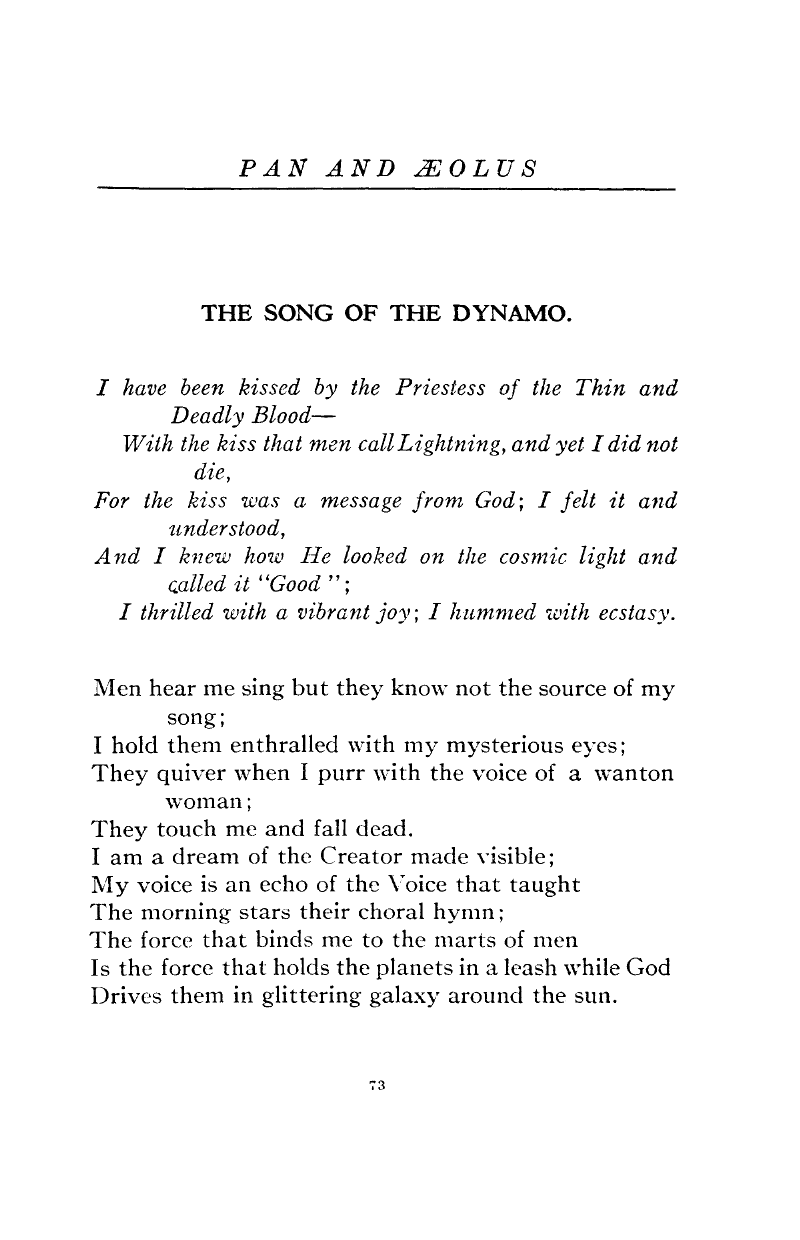 PAN AND ÆOLUS
THE SONG OF THE DYNAMO.
I have been kissed by the Priestess of the Thin and
Deadly Blood—
With the kiss that men call Lightning, and yet I did not
die,
For the kiss was a message from God; I felt it and
understood,
And I knew how He looked on the cosmic light and
called it "Good";
I thrilled with a vibrant joy; I hummed with ecstasy.
Men hear me sing but they know not the source of my
song;
I hold them enthralled with my mysterious eyes;
They quiver when I purr with the voice of a wanton
woman;
They touch me and fall dead.
I am a dream of the Creator made visible;
My voice is an echo of the Voice that taught
The morning stars their choral hymn;
The force that binds me to the marts of men
Is the force that holds the planets in a leash while God
Drives them in glittering galaxy around the sun.
73